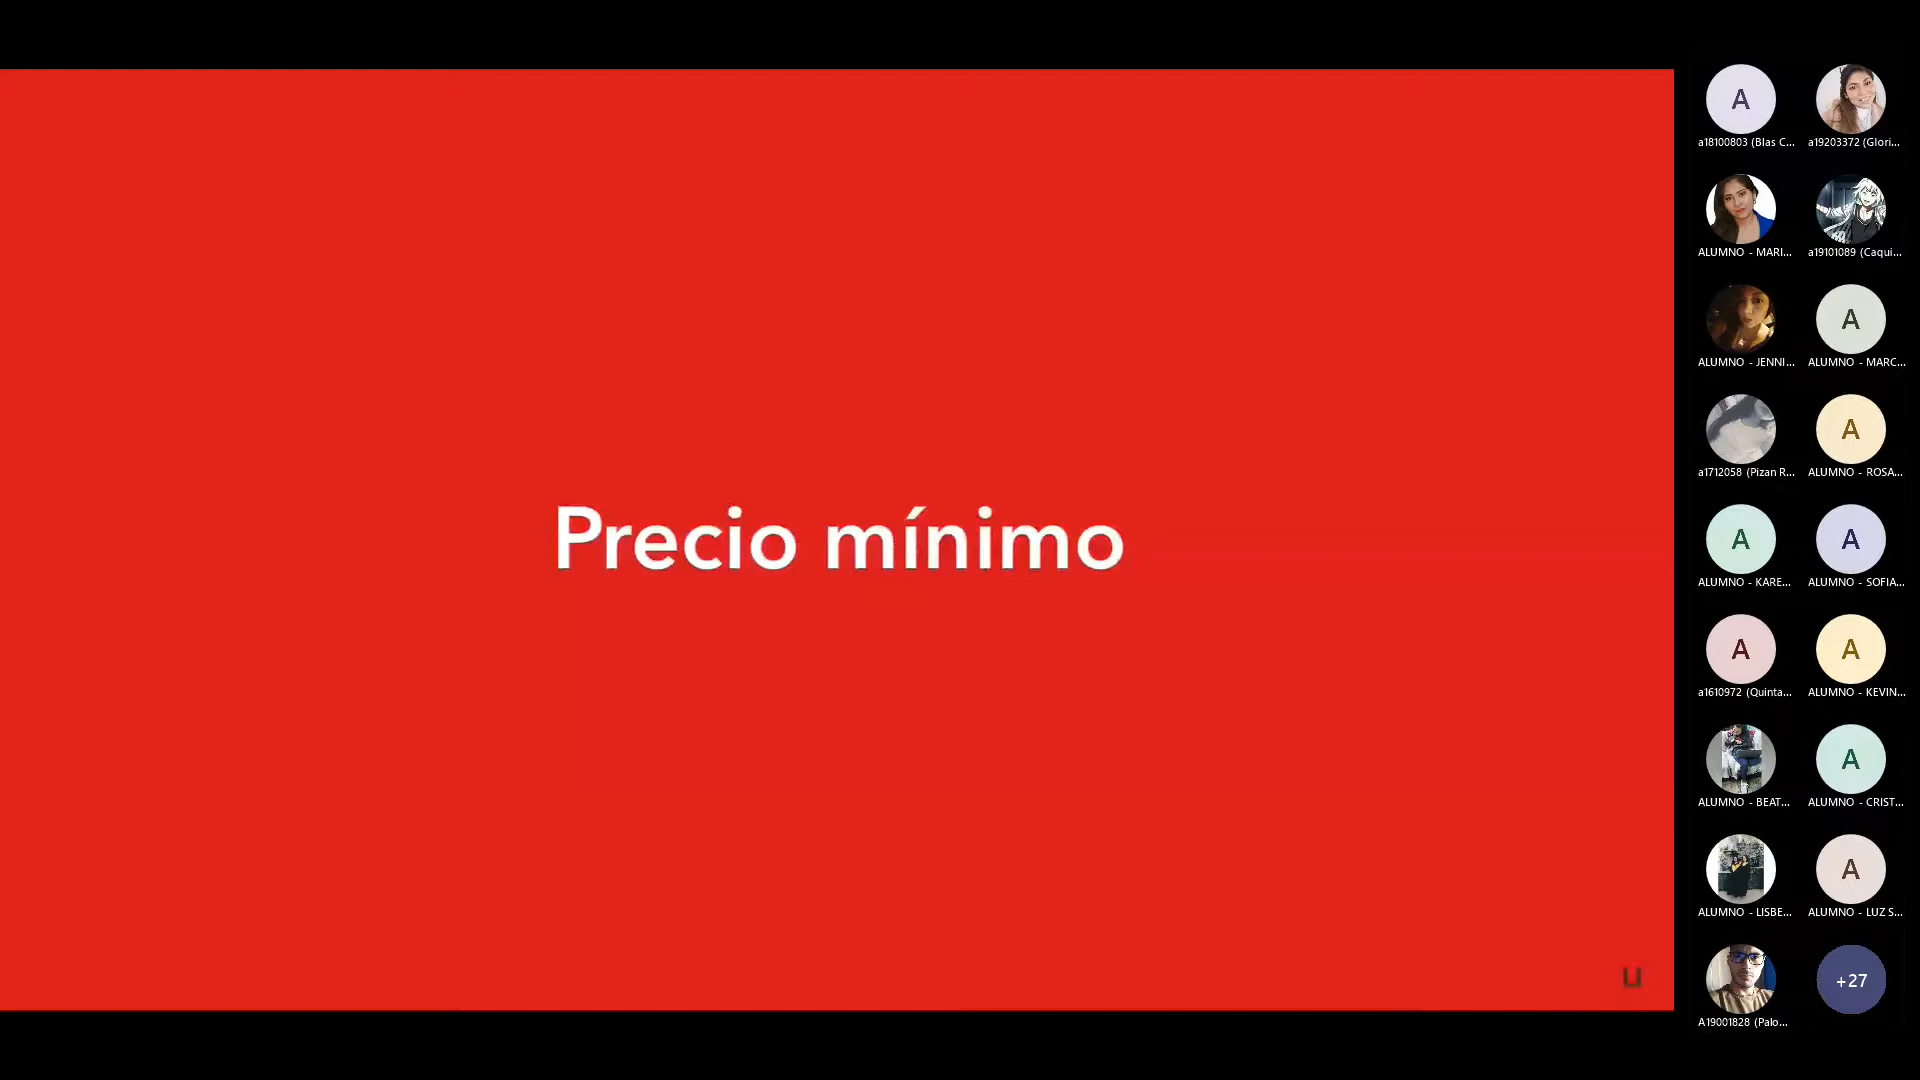 Precio mínimo
u
A
a18100803 (Blas C...
a19203372 (Glori...
ALUMNO - MARI...
a19101089 (Caqui...
ALUMNO - JENNI...
A
ALUMNO - MARC...
a1712058 (Pizan R...
A
ALUMNO - ROSA...
A
ALUMNO - KARE...
A
ALUMNO - SOFIA...
A
a1610972 (Quinta...
A
ALUMNO - KEVIN...
ALUMNO - BEAT...
A
ALUMNO - CRIST...
ALUMNO - LISBE...
A
ALUMNO - LUZ S...
A19001828 (Palo...
+27